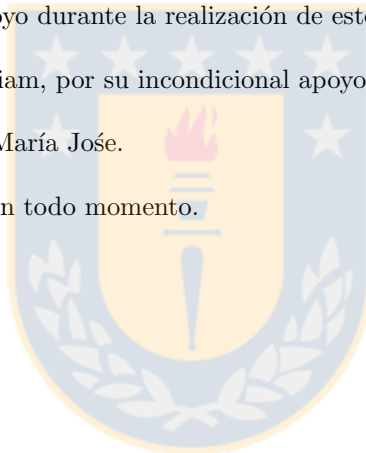 oyo durante la realización de este
iam, por su incondicional apoyo
María Jośe.
n todo momento.